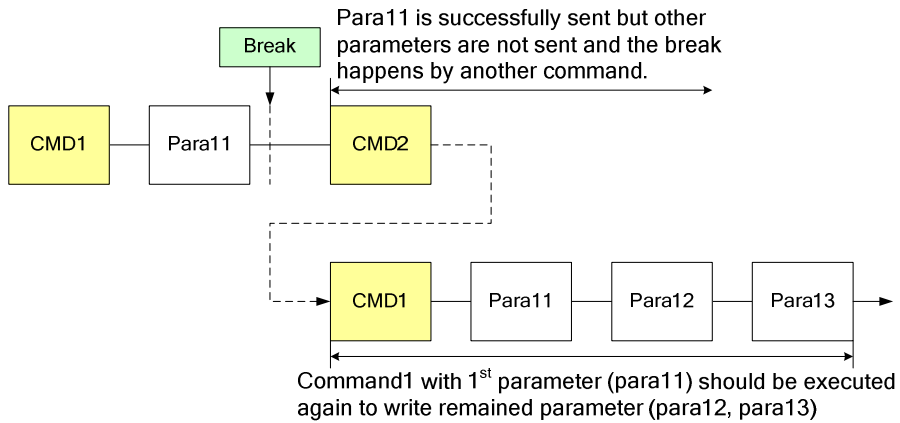 Para11 is successfully sent but other
parameters are not sent and the break
happens by another command.
Break
CMD1
Para11
CMD2
CMD1
Para11
Para12
Para13
Command1 with 1st parameter (para11) should be executed
again to write remained parameter (para12, para13)